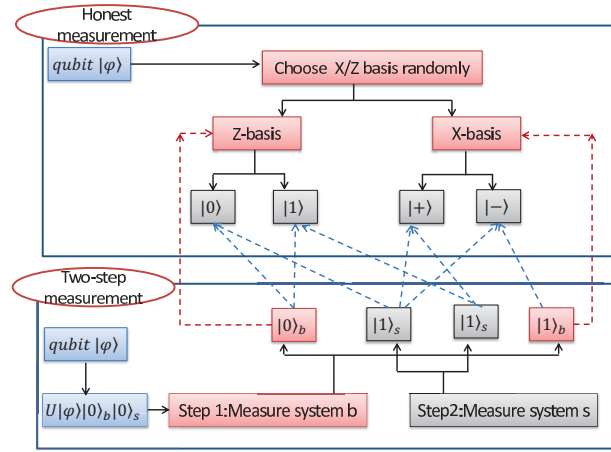 Honest
measurement
qubit |φ⟩
Choose X/Z basis randomly
Z-basis
X-basis
|0⟩
|1⟩
|+⟩
|−⟩
Two-step
measurement
|0⟩b
|1⟩s
|1⟩s
|1⟩b
qubit |φ⟩
U|φ⟩|0⟩b|0⟩s
Step 1:Measure system b
Step2:Measure system s